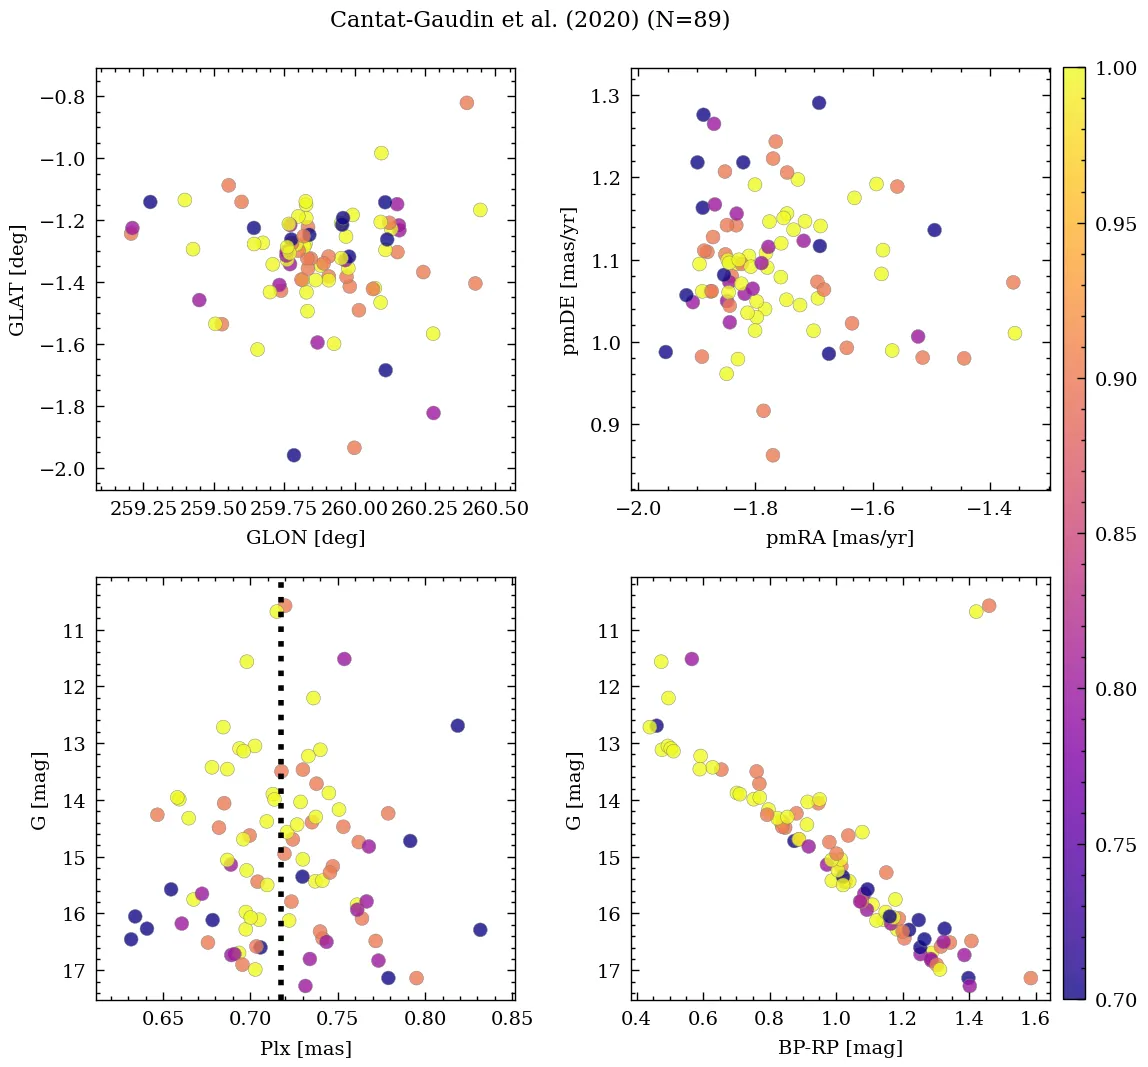 Cantat-Gaudin et al. (2020) (N=89)
−0.8
−1.0
−1.2
−1.4
−1.6
−1.8
−2.0
GLAT [deg]
259.25 259.50 259.75 260.00 260.25 260.50
GLON [deg]
1.3
1.2
1.1
1.0
0.9
pmDE [mas/yr]
−2.0 −1.8 −1.6 −1.4
pmRA [mas/yr]
11
12
13
14
15
16
17
G [mag]
0.65 0.70 0.75 0.80 0.85
Plx [mas]
11
12
13
14
15
16
17
G [mag]
0.4 0.6 0.8 1.0 1.2 1.4 1.6
BP-RP [mag]
1.00
0.95
0.90
0.85
0.80
0.75
0.70